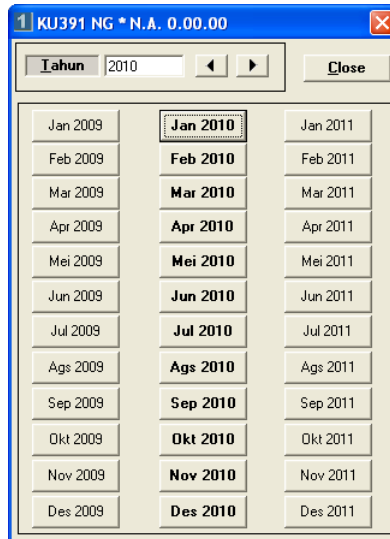 1 KU391 NG * N.A. 0.00.00
Tahun 2010 Close
Jan 2009 Jan 2010 Jan 2011
Feb 2009 Feb 2010 Feb 2011
Mar 2009 Mar 2010 Mar 2011
Apr 2009 Apr 2010 Apr 2011
Mei 2009 Mei 2010 Mei 2011
Jun 2009 Jun 2010 Jun 2011
Jul 2009 Jul 2010 Jul 2011
Ags 2009 Ags 2010 Ags 2011
Sep 2009 Sep 2010 Sep 2011
Okt 2009 Okt 2010 Okt 2011
Nov 2009 Nov 2010 Nov 2011
Des 2009 Des 2010 Des 2011